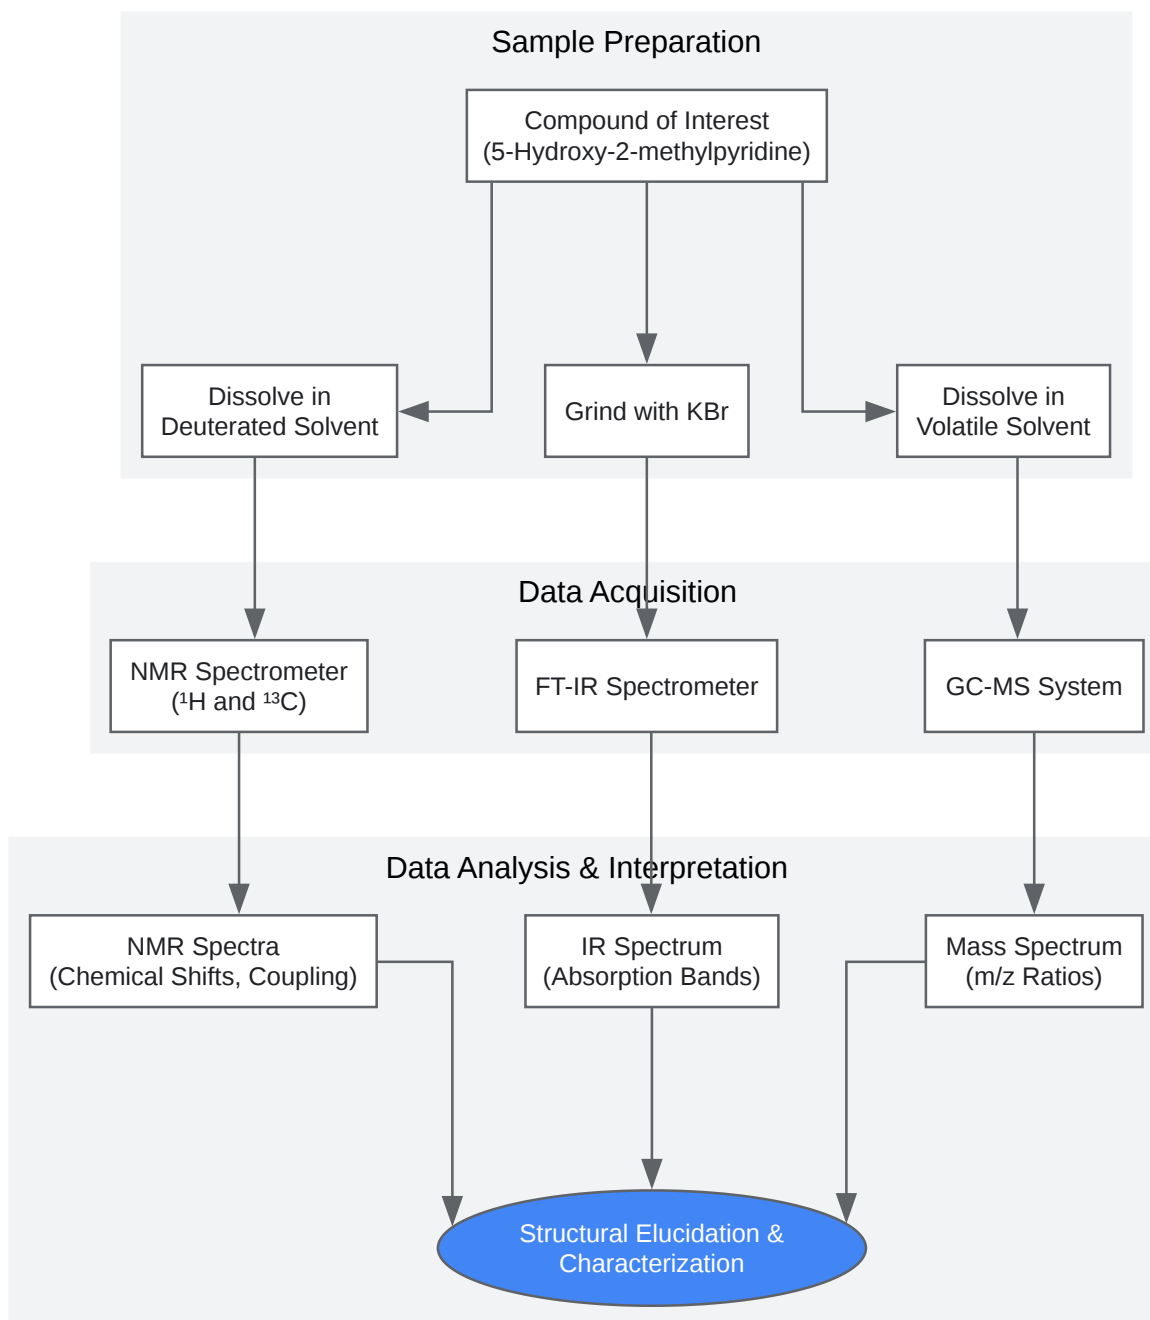 Sample Preparation
Compound of Interest
(5-Hydroxy-2-methylpyridine)
Dissolve in
Deuterated Solvent
Grind with KBr
Dissolve in
Volatile Solvent
Data Acquisition
NMR Spectrometer
(¹H and ¹³C)
FT-IR Spectrometer
GC-MS System
Data Analysis & Interpretation
NMR Spectra
(Chemical Shifts, Coupling)
IR Spectrum
(Absorption Bands)
Mass Spectrum
(m/z Ratios)
Structural Elucidation &
Characterization